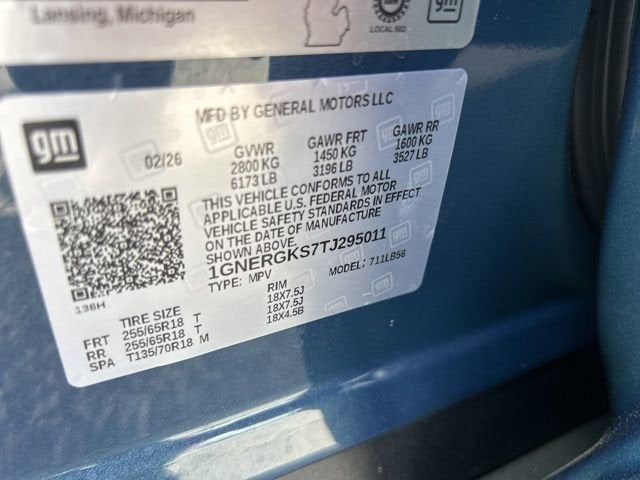 Lansing, Michigan
LOCAL 602
gm
MFD BY GENERAL MOTORS LLC
gm
02/26
GVWR
2800 KG
6173 LB
GAWR FRT
1450 KG
3196 LB
GAWR RR
1600 KG
3527 LB
THIS VEHICLE CONFORMS TO ALL
APPLICABLE U.S. FEDERAL MOTOR
VEHICLE SAFETY STANDARDS IN EFFECT
ON THE DATE OF MANUFACTURE
SHOWN ABOVE.
1GNERGKS7TJ295011
TYPE: MPV
MODEL: 711LB56
136H
TIRE SIZE
RIM
FRT 255/65R18 T 18X7.5J
RR 255/65R18 T 18X7.5J
SPA T135/70R18 M 18X4.5B